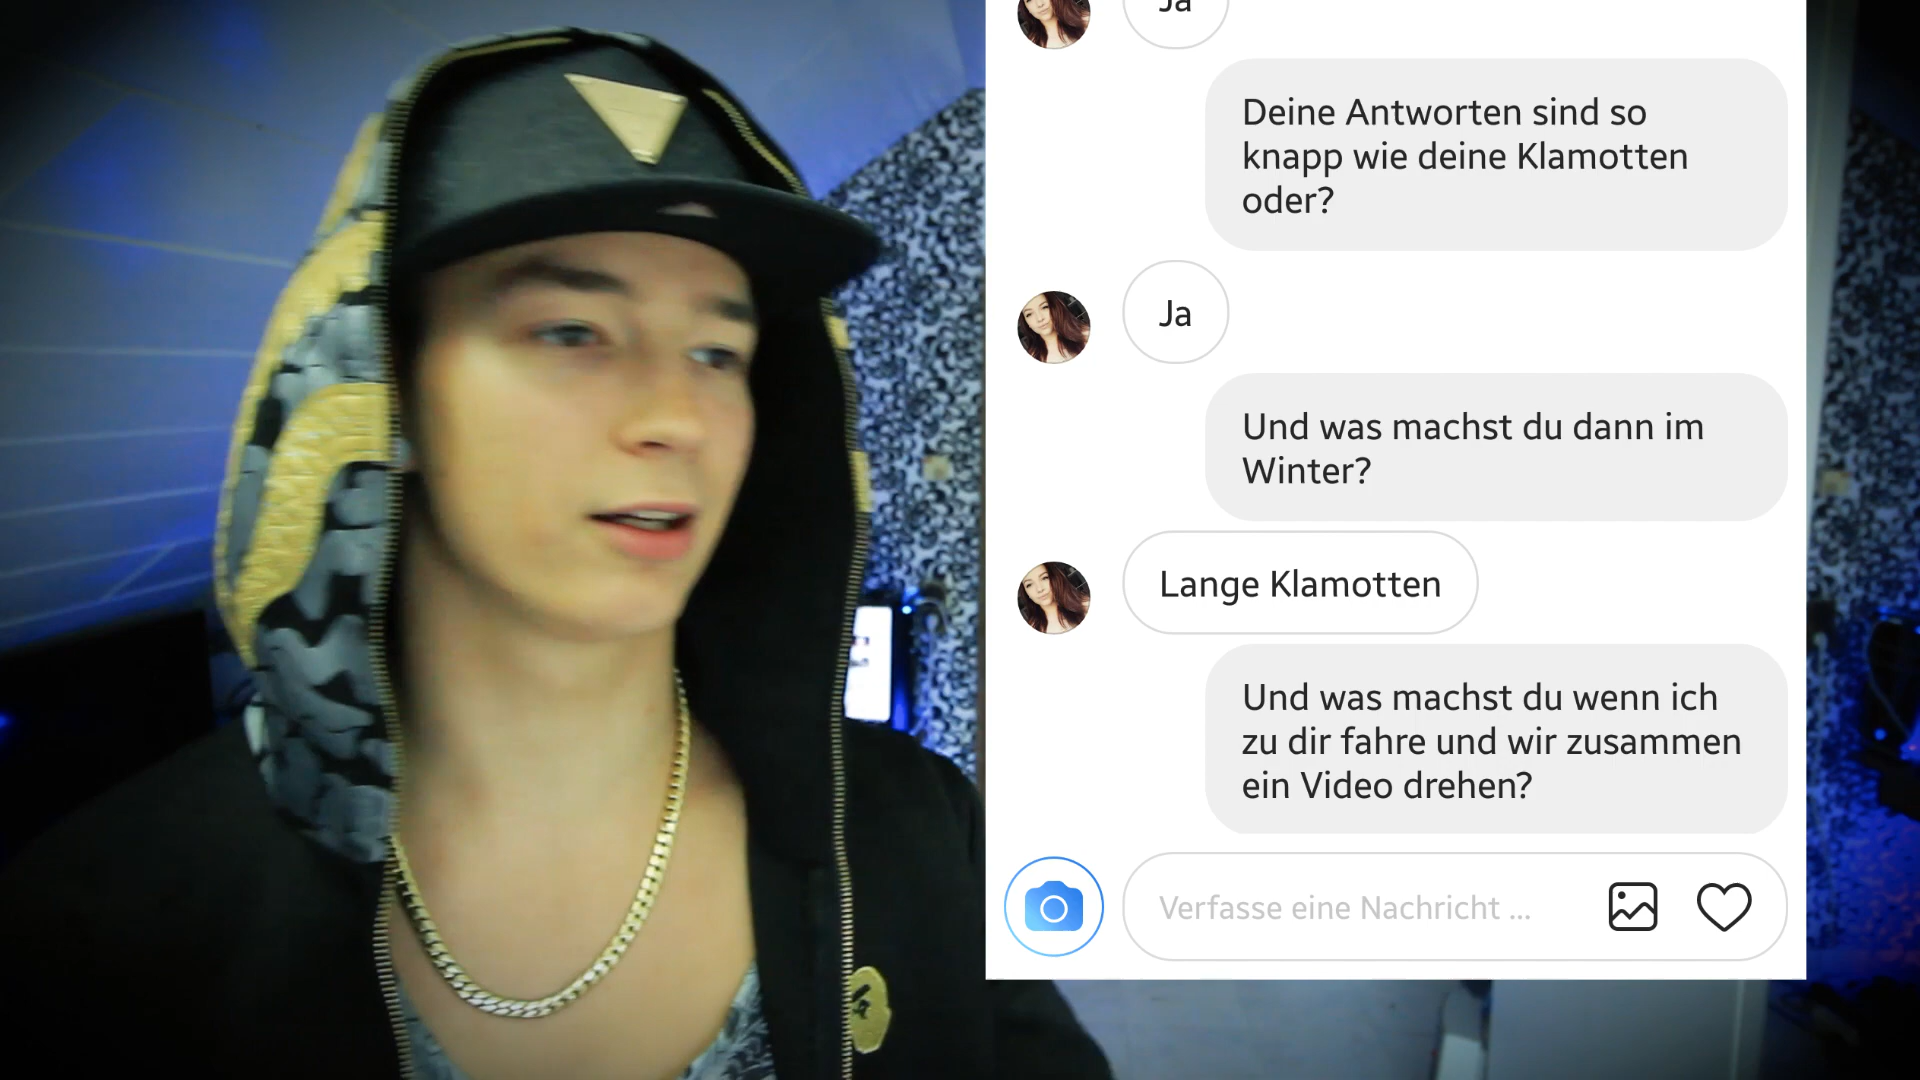 Ja
Deine Antworten sind so
knapp wie deine Klamotten
oder?
Ja
Und was machst du dann im
Winter?
Lange Klamotten
Und was machst du wenn ich
zu dir fahre und wir zusammen
ein Video drehen?
Verfasse eine Nachricht ...